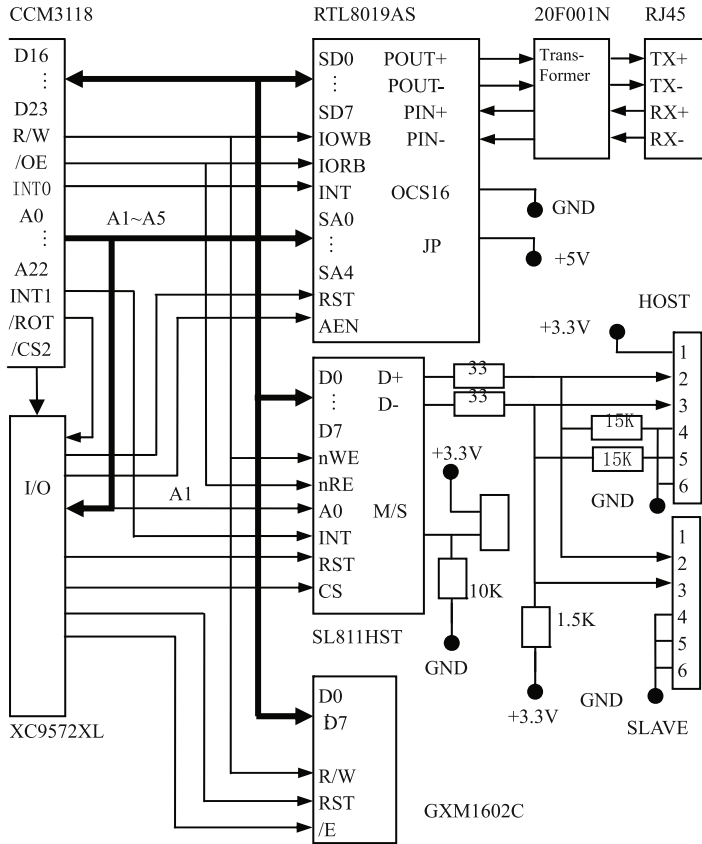 CCM3118
RTL8019AS
20F001N
RJ45
D16
⋮
D23
R/W
/OE
INT0
A0
⋮
A22
INT1
/ROT
/CS2
A1~A5
SD0
⋮
SD7
IOWB
IORB
INT
SA0
⋮
SA4
RST
AEN
POUT+
POUT-
PIN+
PIN-
OCS16
JP
Trans-
Former
TX+
TX-
RX+
RX-
GND
+5V
HOST
+3.3V
1
2
3
4
5
6
D0
⋮
D7
nWE
nRE
A0
INT
RST
CS
D+
D-
M/S
33
33
15K
15K
+3.3V
GND
I/O
A1
10K
GND
SL811HST
1.5K
+3.3V
1
2
3
4
5
6
GND
SLAVE
XC9572XL
D0
⋮
D7
R/W
RST
/E
GXM1602C